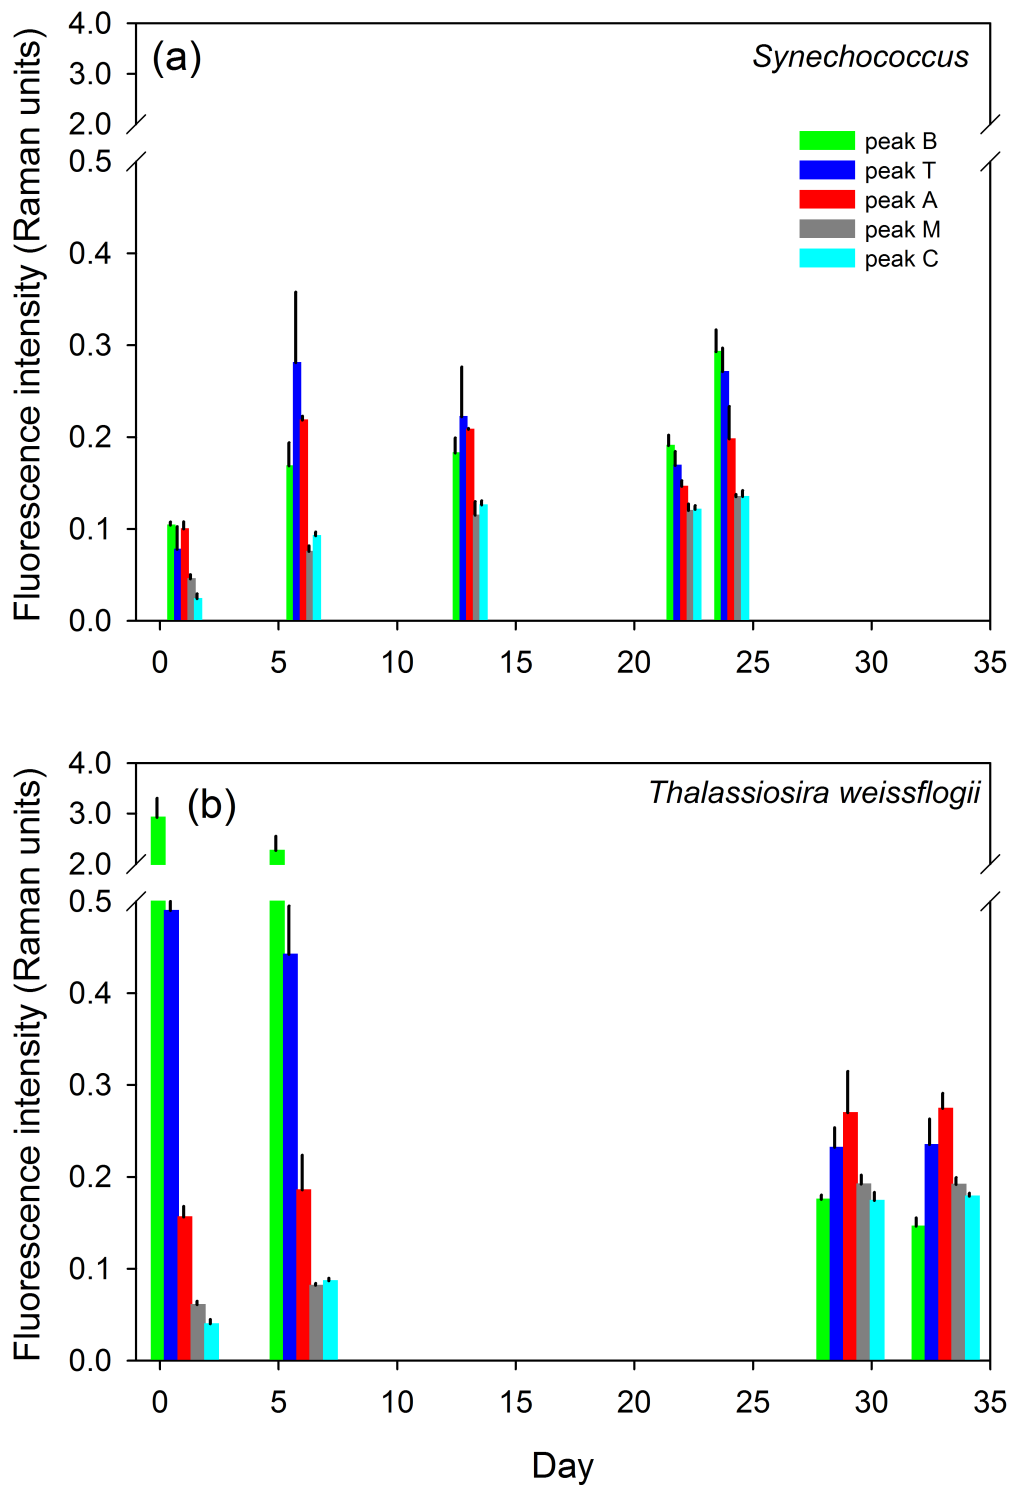 4.0
(a)
Synechococcus
3.0
2.0
0.5
peak B
peak T
peak A
peak M
peak C
0.4
0.3
0.2
0.1
0.0
Fluorescence intensity (Raman units)
0 5 10 15 20 25 30 35
4.0
(b)
Thalassiosira weissflogii
3.0
2.0
0.5
0.4
0.3
0.2
0.1
0.0
Fluorescence intensity (Raman units)
0 5 10 15 20 25 30 35
Day